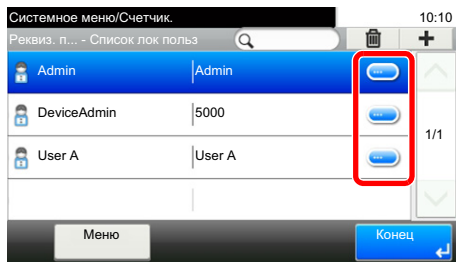 Системное меню/Счетчик.
10:10
Реквиз. п... - Список лок польз
Admin
Admin
DeviceAdmin
5000
1/1
User A
User A
Меню
Конец